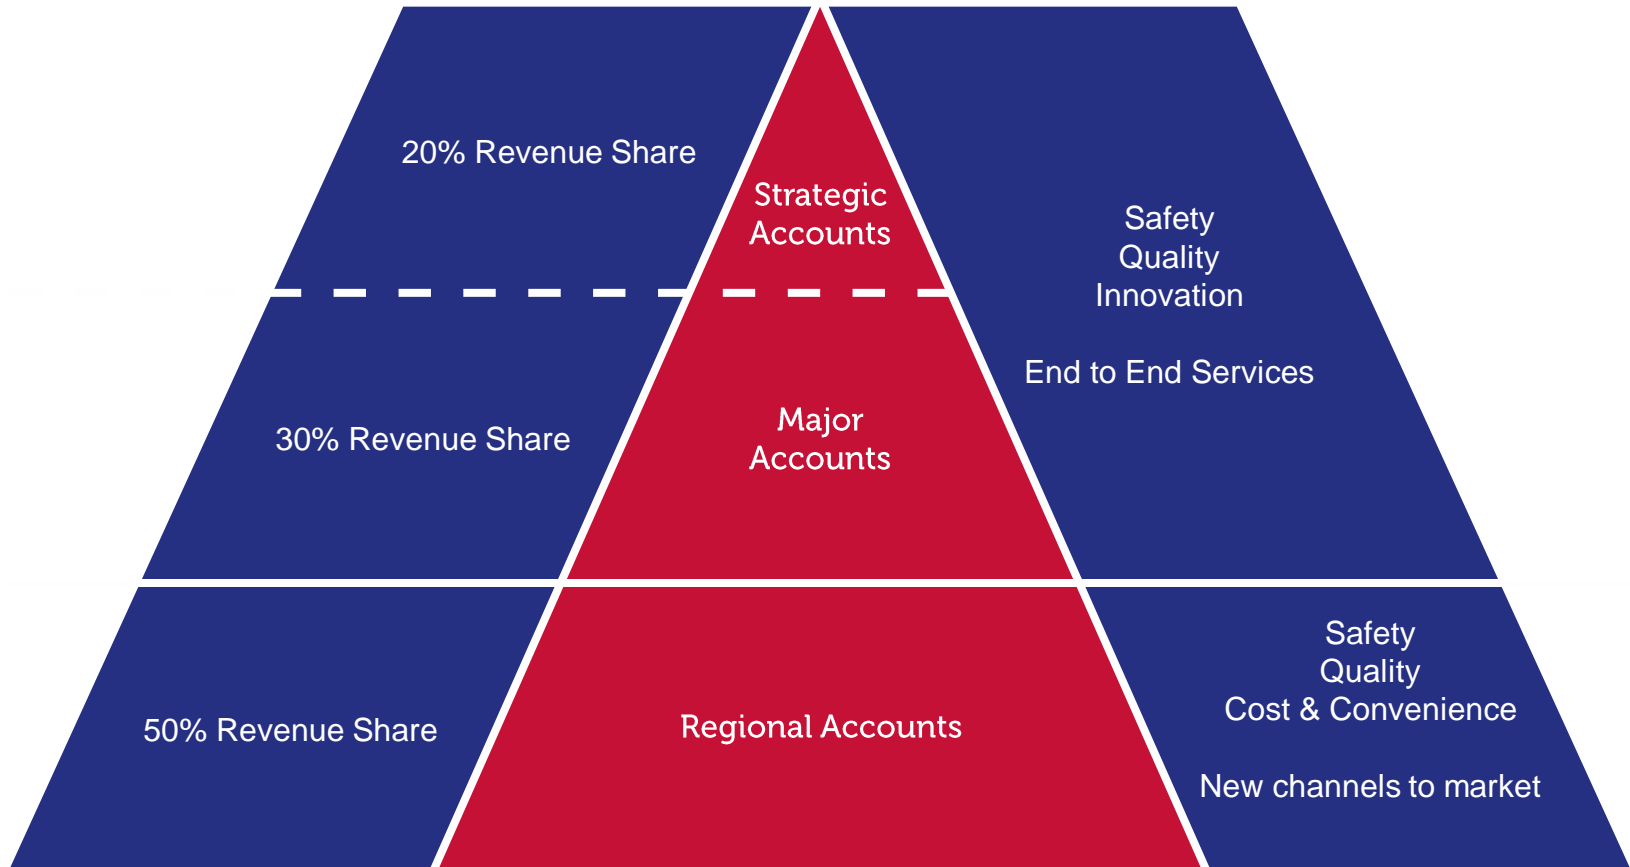 20% Revenue Share
Strategic
Accounts
Safety
Quality
Innovation
End to End Services
30% Revenue Share
Major
Accounts
50% Revenue Share
Regional Accounts
Safety
Quality
Cost & Convenience
New channels to market